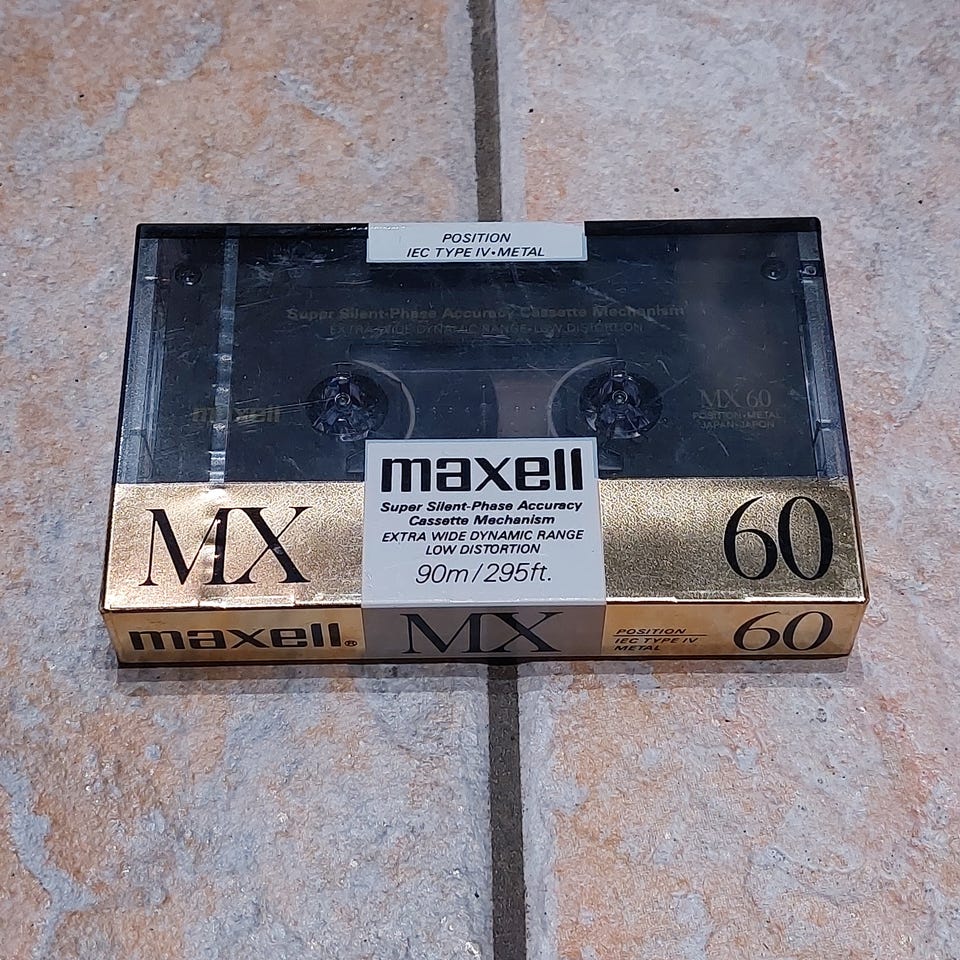 POSITION
IEC TYPE IV•METAL
Super Silent-Phase Accuracy Cassette Mechanism
EXTRA WIDE DYNAMIC RANGE•LOW DISTORTION
maxell
MX 60
POSITION•METAL
JAPAN•JAPON
maxell
Super Silent-Phase Accuracy
Cassette Mechanism
EXTRA WIDE DYNAMIC RANGE
LOW DISTORTION
90m/295ft.
MX
60
maxell®
MX
POSITION
IEC TYPE IV
METAL
60